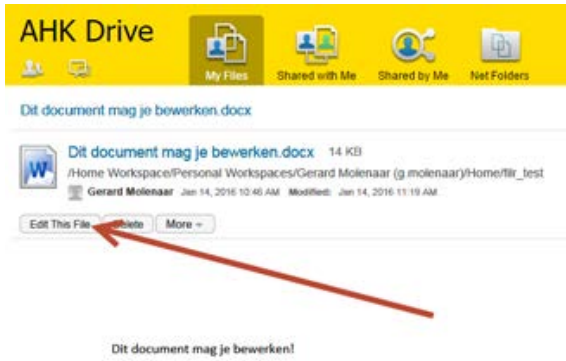 AHK Drive
My Files Shared with Me Shared by Me Net Folders
Dit document mag je bewerken.docx
Dit document mag je bewerken.docx 14 KB
/Home Workspace/Personal Workspaces/Gerard Molenaar (g.molenaar)/Home/filr_test
Gerard Molenaar Jan 14, 2016 10:46 AM Modified: Jan 14, 2016 11:19 AM
Edit This File Delete More
Dit document mag je bewerken!